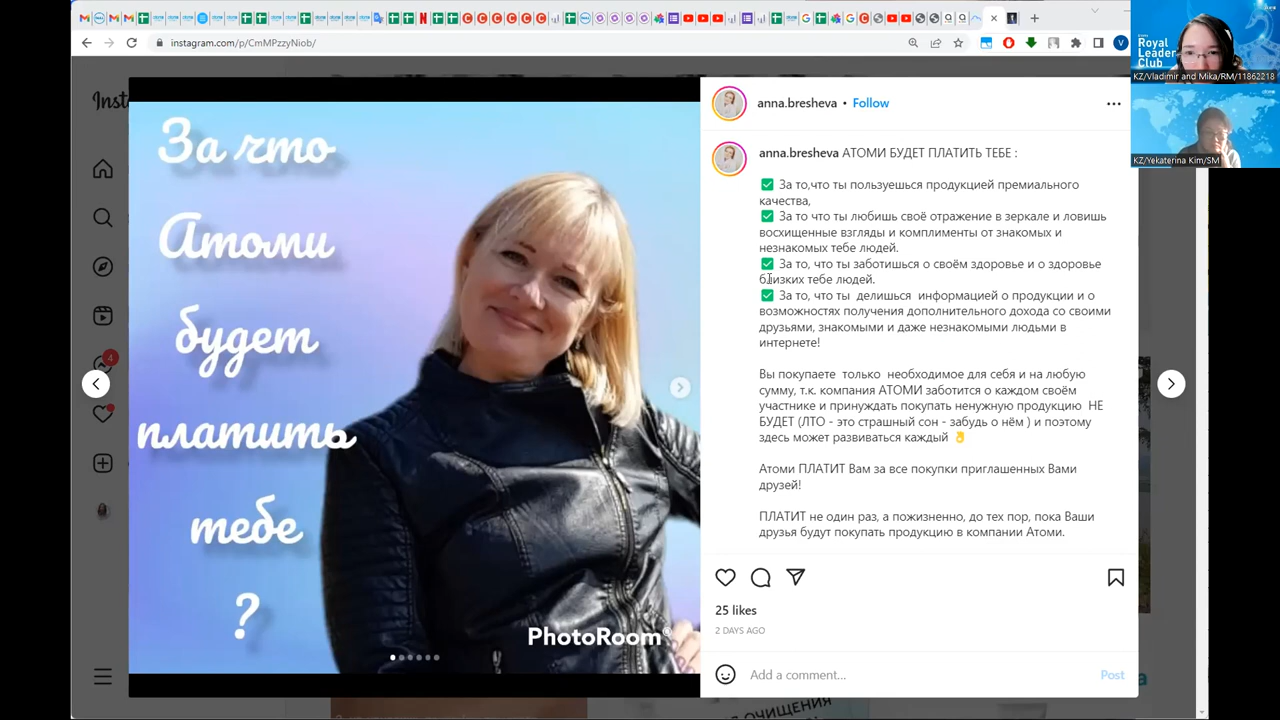 instagram.com/p/CmMPzzyNiob/
Royal
Leader
Club
KZ/Vladimir and Mika/RM/11862218
KZ/Yekaterina Kim/SM
За что
Атоми
будет
платить
тебе
?
PhotoRoom
4
anna.bresheva • Follow
anna.bresheva АТОМИ БУДЕТ ПЛАТИТЬ ТЕБЕ :
✅ За то,что ты пользуешься продукцией премиального
качества,
✅ За то что ты любишь своё отражение в зеркале и ловишь
восхищенные взгляды и комплименты от знакомых и
незнакомых тебе людей.
✅ За то, что ты заботишься о своём здоровье и о здоровье
близких тебе людей.
✅ За то, что ты делишься информацией о продукции и о
возможностях получения дополнительного дохода со своими
друзьями, знакомыми и даже незнакомыми людьми в
интернете!
Вы покупаете только необходимое для себя и на любую
сумму, т.к. компания АТОМИ заботится о каждом своём
участнике и принуждать покупать ненужную продукцию НЕ
БУДЕТ (ЛТО - это страшный сон - забудь о нём ) и поэтому
здесь может развиваться каждый 👌
Атоми ПЛАТИТ Вам за все покупки приглашенных Вами
друзей!
ПЛАТИТ не один раз, а пожизненно, до тех пор, пока Ваши
друзья будут покупать продукцию в компании Атоми.
25 likes
2 DAYS AGO
Add a comment...
Post